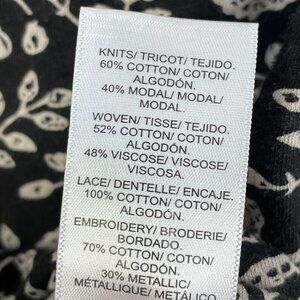 KNITS/ TRICOT/ TEJIDO.
60% COTTON/ COTON/
ALGODÓN.
40% MODAL/ MODAL/
MODAL.
WOVEN/ TISSE/ TEJIDO.
52% COTTON/ COTON/
ALGODÓN.
48% VISCOSE/ VISCOSE/
VISCOSA.
LACE/ DENTELLE/ ENCAJE.
100% COTTON/ COTON/
ALGODÓN.
EMBROIDERY/ BRODERIE/
BORDADO.
70% COTTON/ COTON/
ALGODÓN.
30% METALLIC/
MÉTALLIQUE/ METÁLICO.